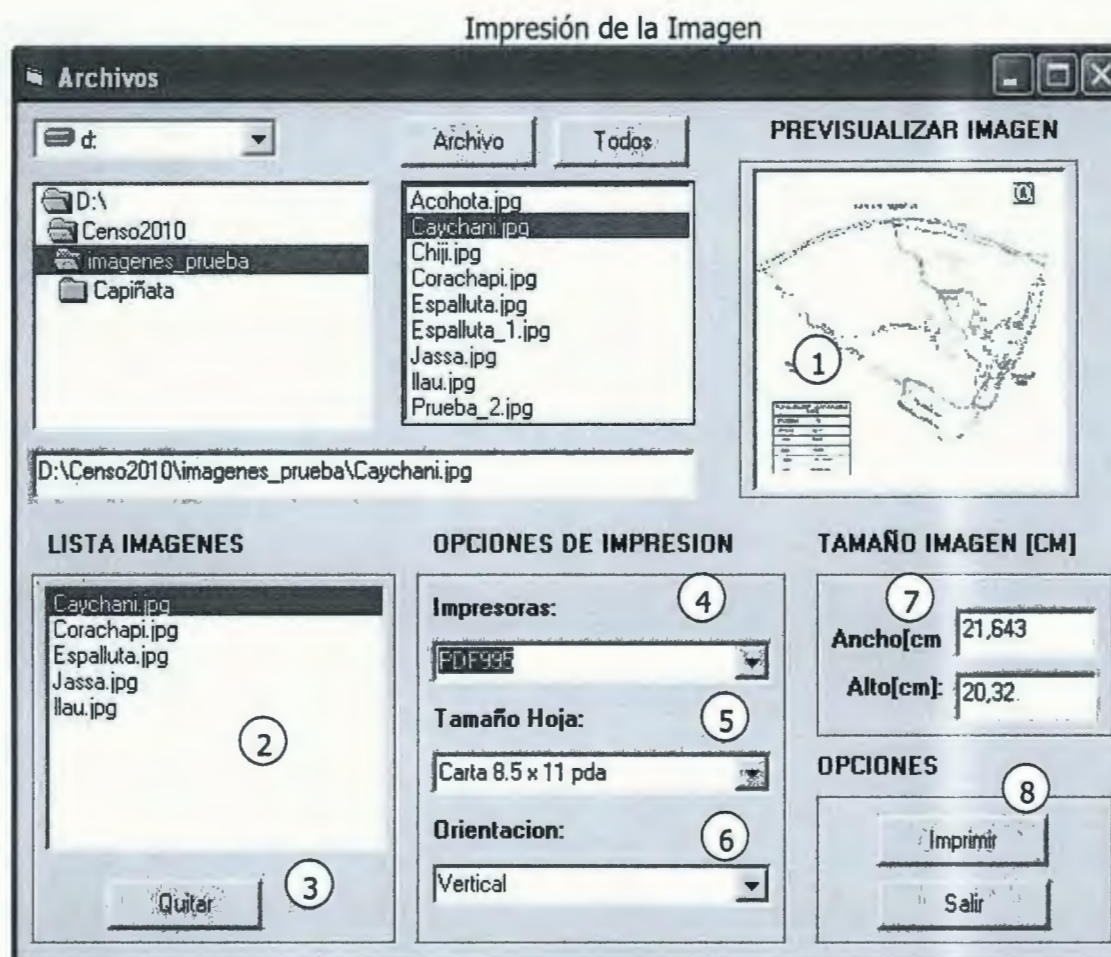 Impresión de la Imagen
Archivos
d:
Archivo
Todos
PREVISUALIZAR IMAGEN
D:\
Censo2010
imagenes_prueba
Capiñata
Acohota.jpg
Caychani.jpg
Chiji.jpg
Corachapi.jpg
Espalluta.jpg
Espalluta_1.jpg
Jassa.jpg
llau.jpg
Prueba_2.jpg
1
D:\Censo2010\imagenes_prueba\Caychani.jpg
LISTA IMAGENES
Caychani.jpg
Corachapi.jpg
Espalluta.jpg
Jassa.jpg
llau.jpg
2
3
Quitar
OPCIONES DE IMPRESION
4
Impresoras:
PDF995
Tamaño Hoja:
5
Carta 8.5 x 11 pda
Orientacion:
6
Vertical
TAMAÑO IMAGEN [CM]
7
Ancho[cm
21,643
Alto[cm]:
20,32
OPCIONES
8
Imprimir
Salir